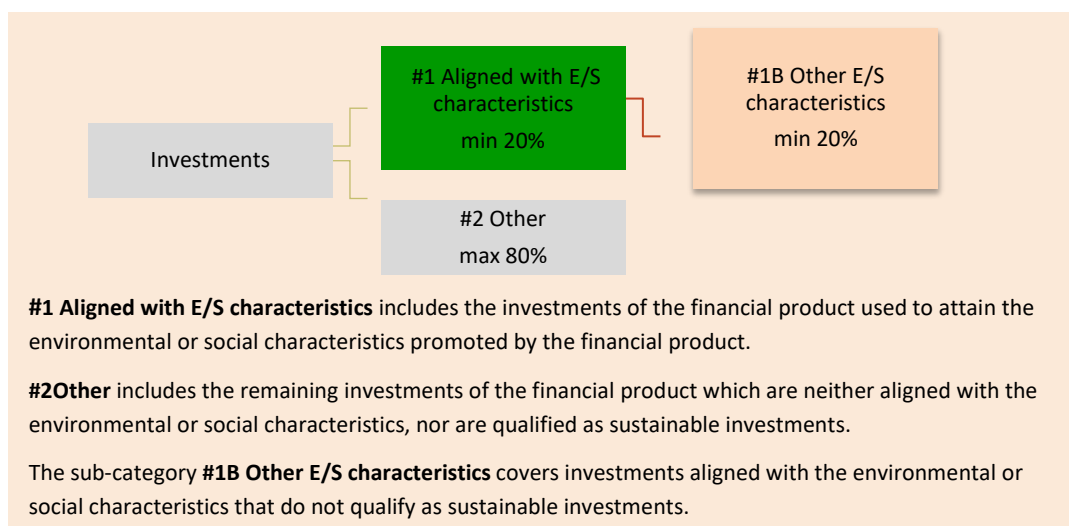 #1 Aligned with E/S
characteristics
min 20%
#1B Other E/S
characteristics
min 20%
Investments
#2 Other
max 80%
#1 Aligned with E/S characteristics includes the investments of the financial product used to attain the
environmental or social characteristics promoted by the financial product.
#2Other includes the remaining investments of the financial product which are neither aligned with the
environmental or social characteristics, nor are qualified as sustainable investments.
The sub-category #1B Other E/S characteristics covers investments aligned with the environmental or
social characteristics that do not qualify as sustainable investments.